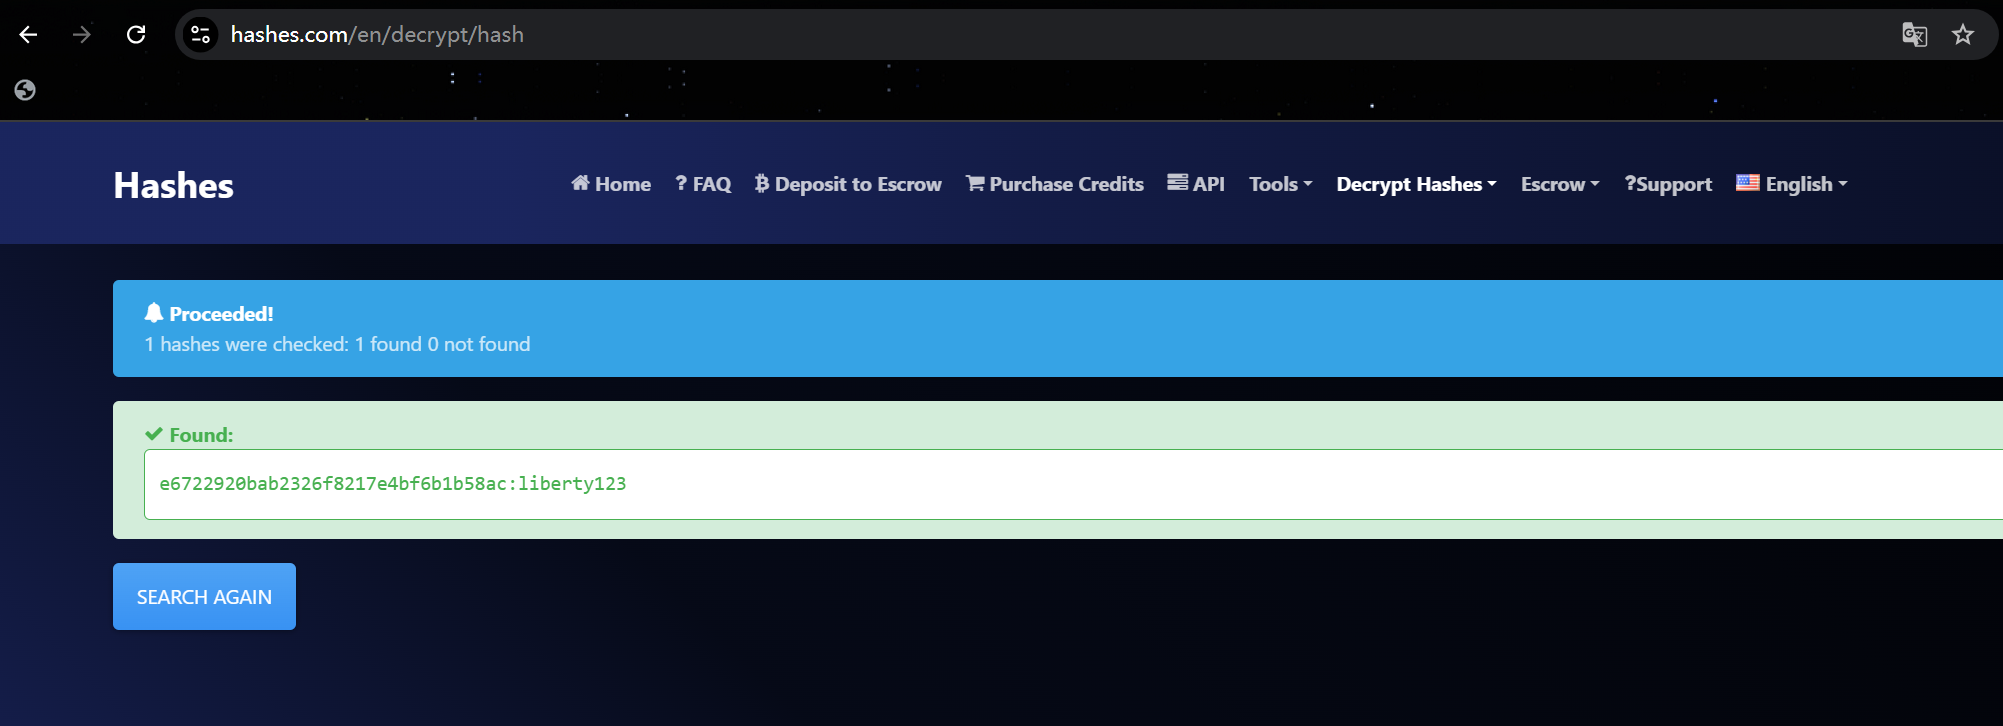 hashes.com/en/decrypt/hash
Hashes
Home ? FAQ Deposit to Escrow Purchase Credits API Tools Decrypt Hashes Escrow ?Support English
Proceeded!
1 hashes were checked: 1 found 0 not found
Found:
e6722920bab2326f8217e4bf6b1b58ac:liberty123
SEARCH AGAIN